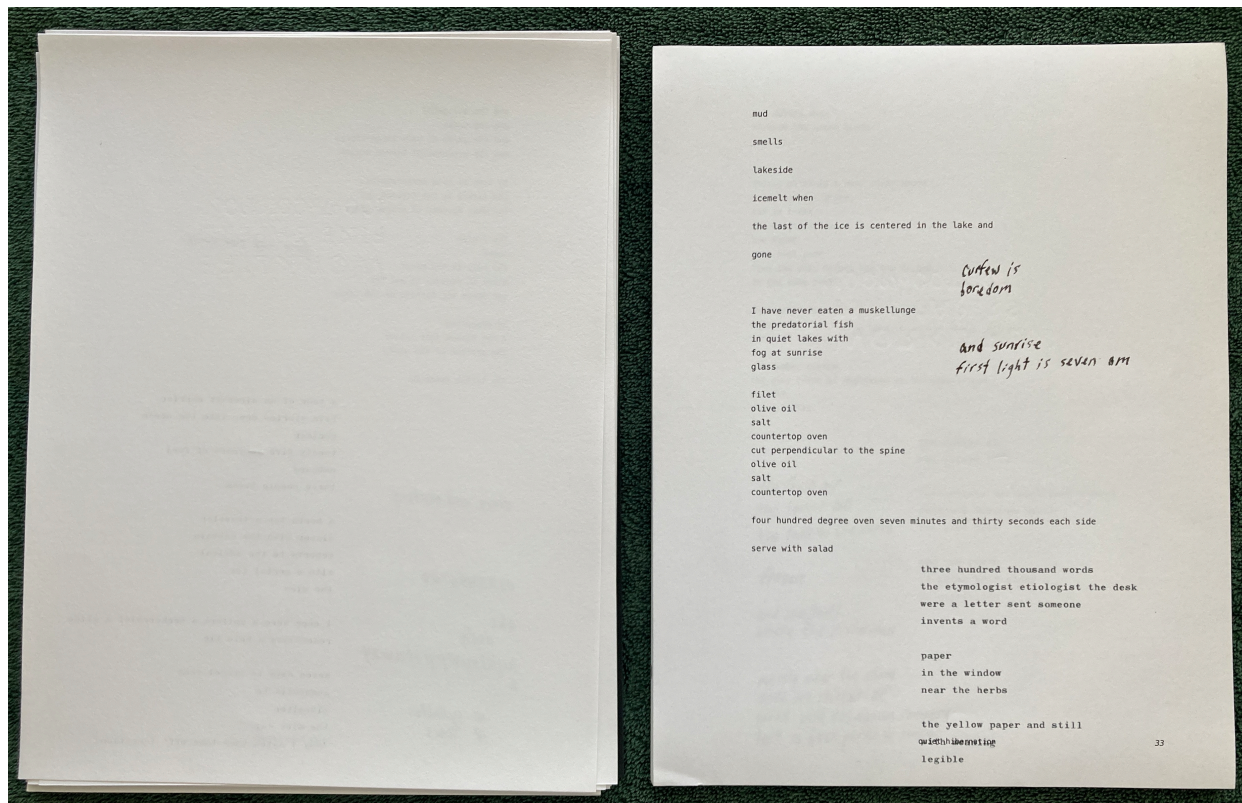 mud
smells
lakeside
icemelt when
the last of the ice is centered in the lake and
gone
curfew is
boredom
I have never eaten a muskellunge
the predatorial fish
in quiet lakes with
fog at sunrise
glass
and sunrise
first light is seven am
filet
olive oil
salt
countertop oven
cut perpendicular to the spine
olive oil
salt
countertop oven
four hundred degree oven seven minutes and thirty seconds each side
serve with salad
three hundred thousand words
the etymologist etiologist the desk
were a letter sent someone
invents a word
paper
in the window
near the herbs
the yellow paper and still
quiet hibernation
33
legible